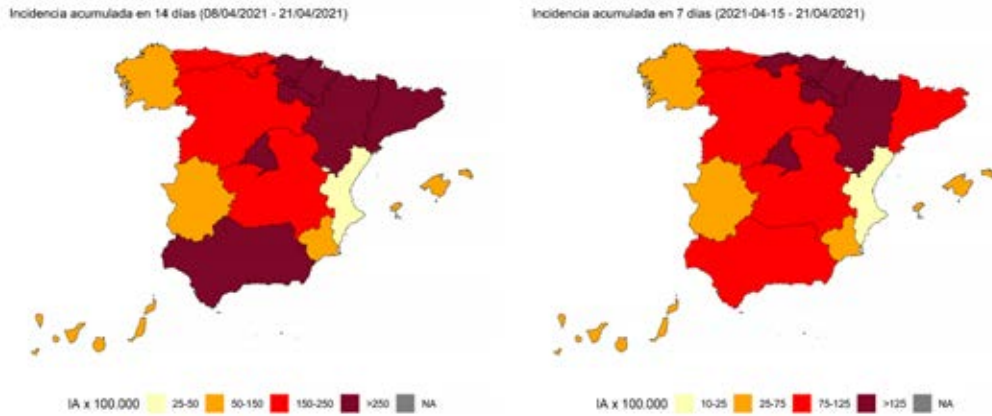 Incidencia acumulada en 14 días (08/04/2021 - 21/04/2021)
Incidencia acumulada en 7 días (2021-04-15 - 21/04/2021)
IA x 100.000 25-50 50-150 150-250 >250 NA
IA x 100.000 10-25 25-75 75-125 >125 NA